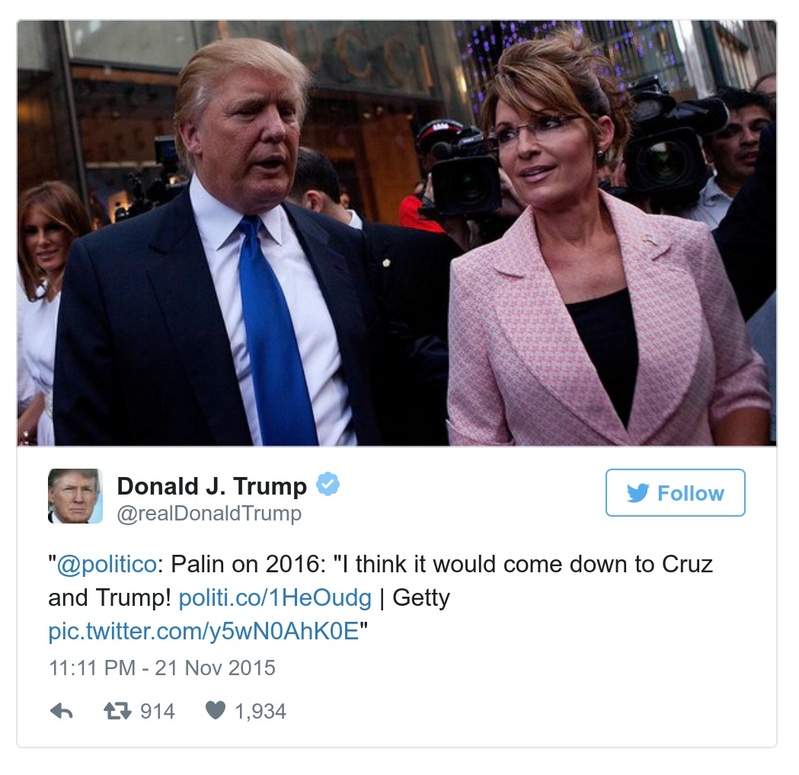 GUCCI
Donald J. Trump
@realDonaldTrump
Follow
"@politico: Palin on 2016: "I think it would come down to Cruz
and Trump! politi.co/1HeOudg | Getty
pic.twitter.com/y5wN0AhK0E"
11:11 PM - 21 Nov 2015
914 1,934